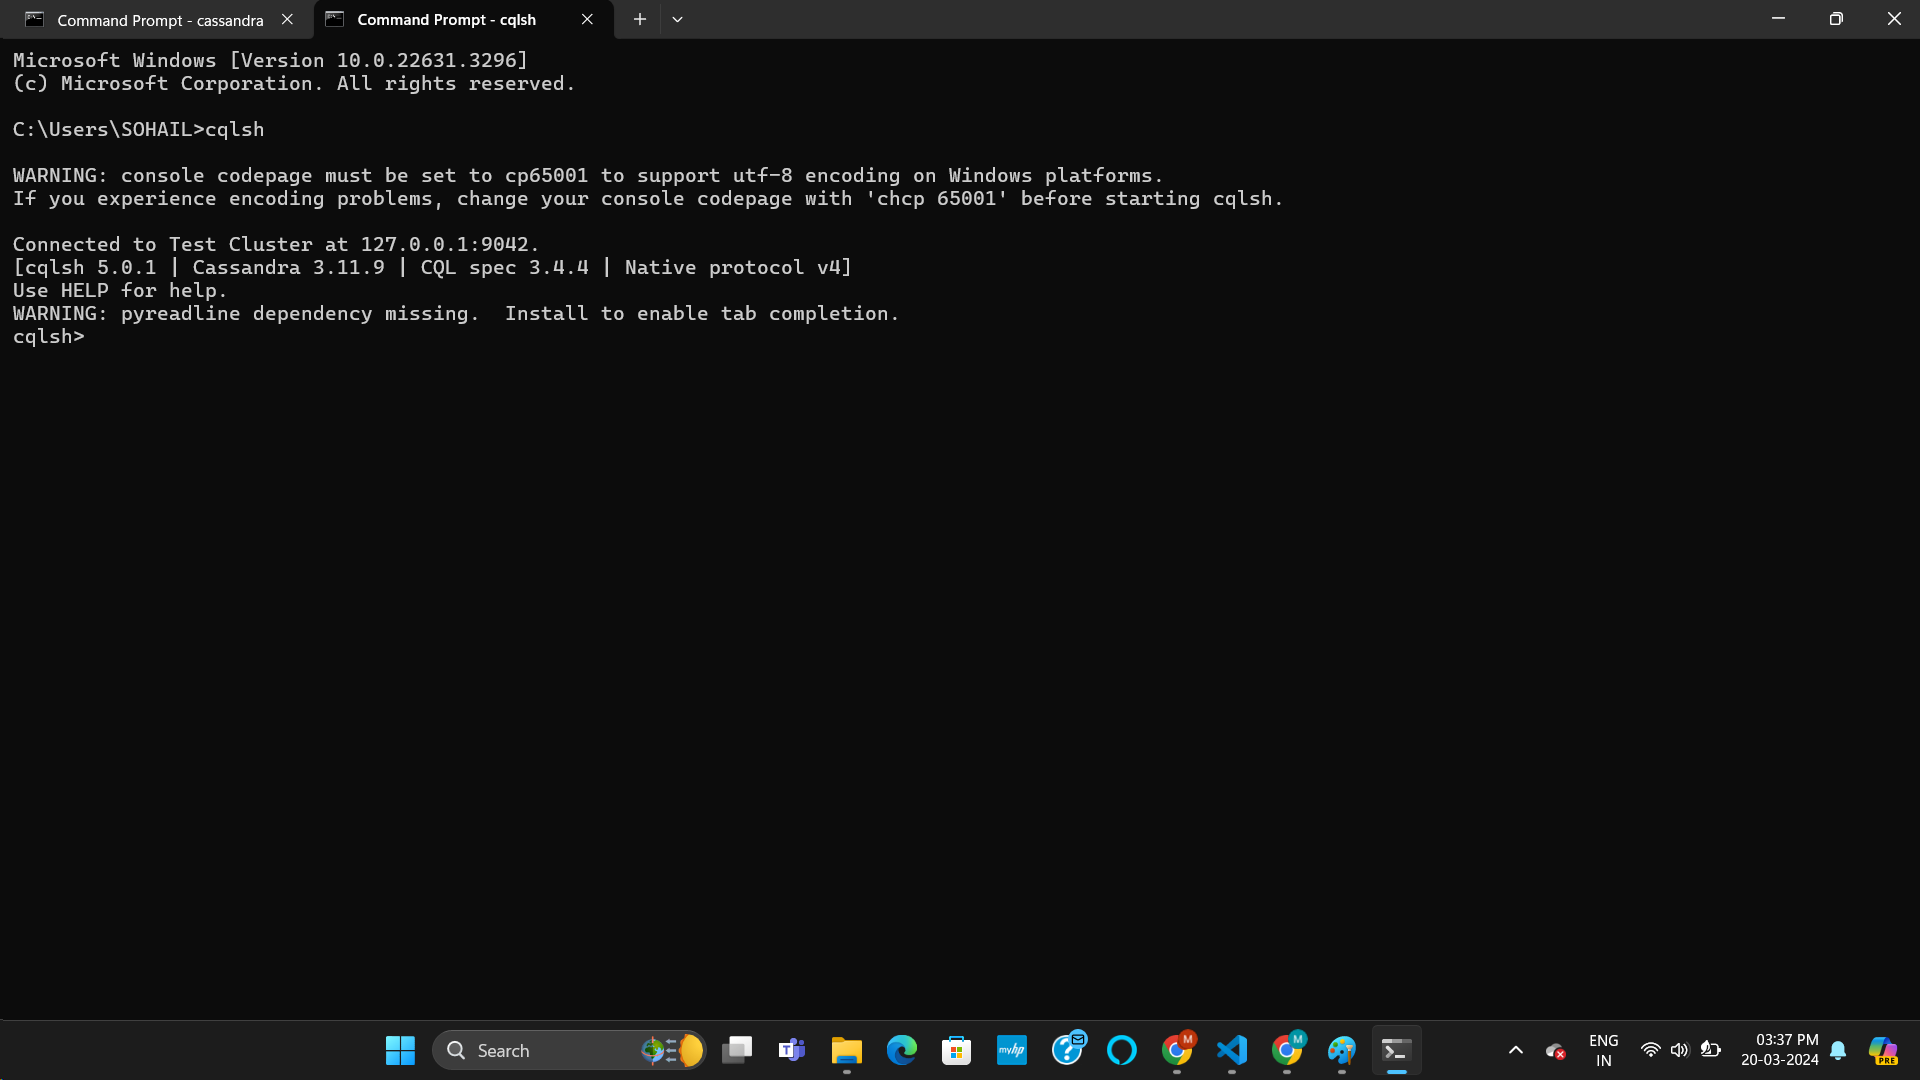 Command Prompt - cassandra
Command Prompt - cqlsh
Microsoft Windows [Version 10.0.22631.3296]
(c) Microsoft Corporation. All rights reserved.
C:\Users\SOHAIL>cqlsh
WARNING: console codepage must be set to cp65001 to support utf-8 encoding on Windows platforms.
If you experience encoding problems, change your console codepage with 'chcp 65001' before starting cqlsh.
Connected to Test Cluster at 127.0.0.1:9042.
[cqlsh 5.0.1 | Cassandra 3.11.9 | CQL spec 3.4.4 | Native protocol v4]
Use HELP for help.
WARNING: pyreadline dependency missing.  Install to enable tab completion.
cqlsh>
Search
T
myhp
?
M
M
ENG
IN
03:37 PM
20-03-2024
PRE